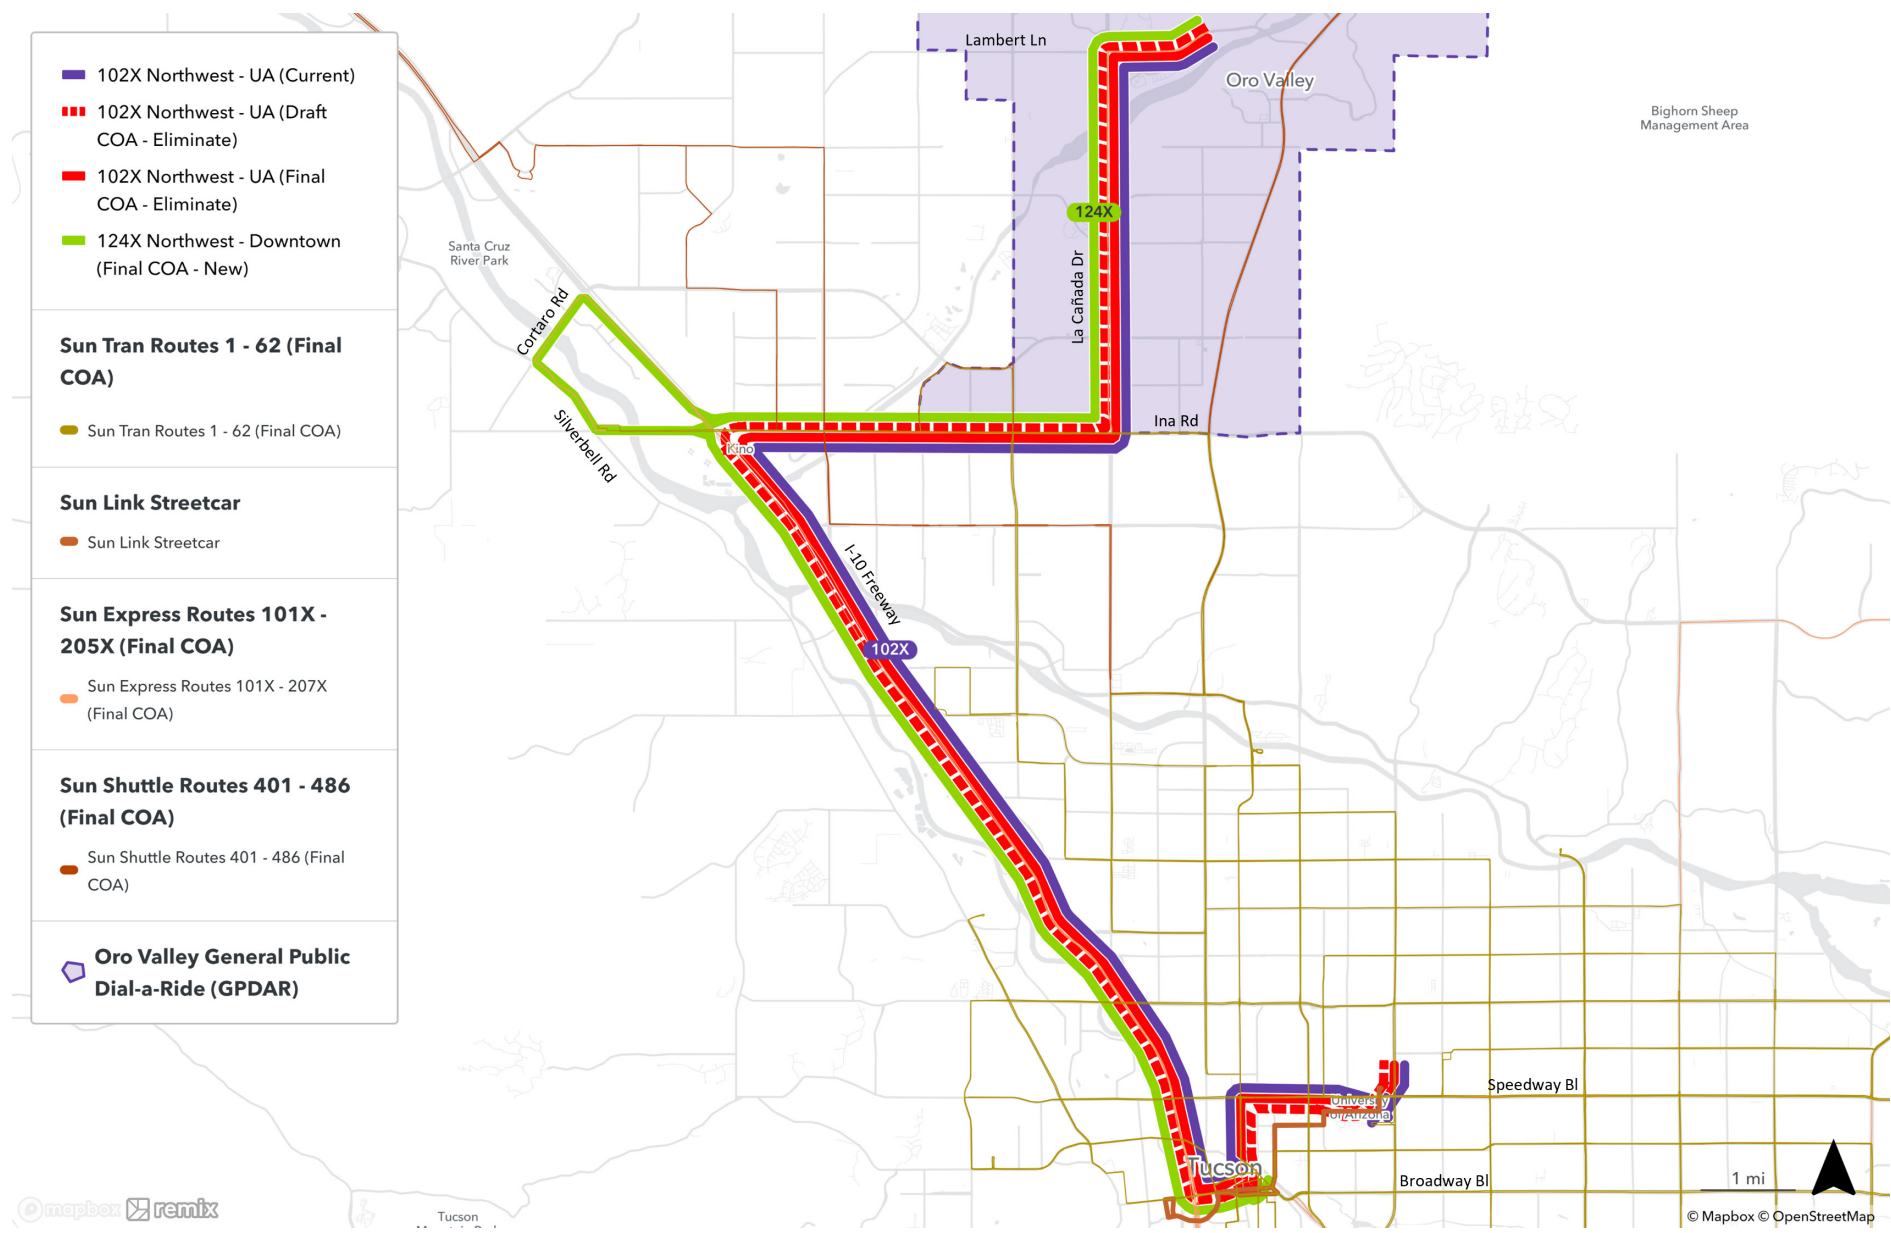 102X Northwest - UA (Current)
102X Northwest - UA (Draft
COA - Eliminate)
102X Northwest - UA (Final
COA - Eliminate)
124X Northwest - Downtown
(Final COA - New)
Sun Tran Routes 1 - 62 (Final
COA)
Sun Tran Routes 1 - 62 (Final COA)
Sun Link Streetcar
Sun Link Streetcar
Sun Express Routes 101X -
205X (Final COA)
Sun Express Routes 101X - 207X
(Final COA)
Sun Shuttle Routes 401 - 486
(Final COA)
Sun Shuttle Routes 401 - 486 (Final
COA)
Oro Valley General Public
Dial-a-Ride (GPDAR)
Lambert Ln
Oro Valley
Bighorn Sheep
Management Area
124X
Santa Cruz
River Park
La Cañada Dr
Cortaro Rd
Silverbell Rd
Ina Rd
Kino
I-10 Freeway
102X
Speedway Bl
University
of Arizona
Tucson
Broadway Bl
1 mi
mapbox
remix
Tucson
© Mapbox © OpenStreetMap